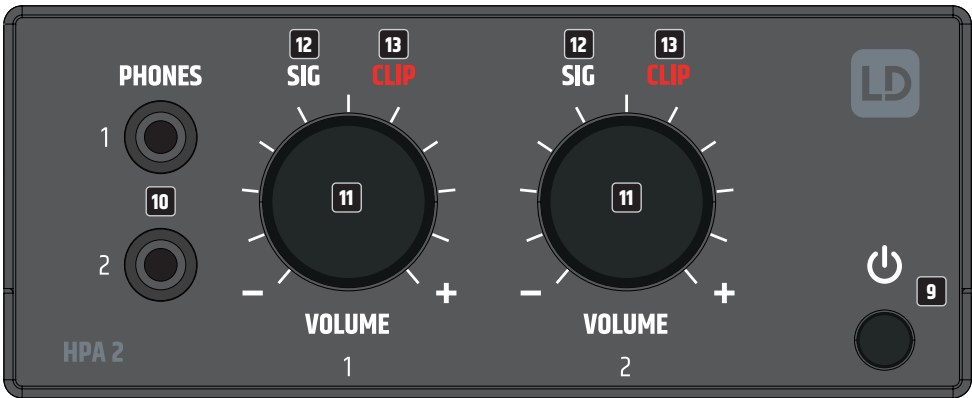 12 13 12 13
PHONES SIG CLIP SIG CLIP LD
1
10 11 11
2
9
− + − +
VOLUME VOLUME
HPA 2 1 2